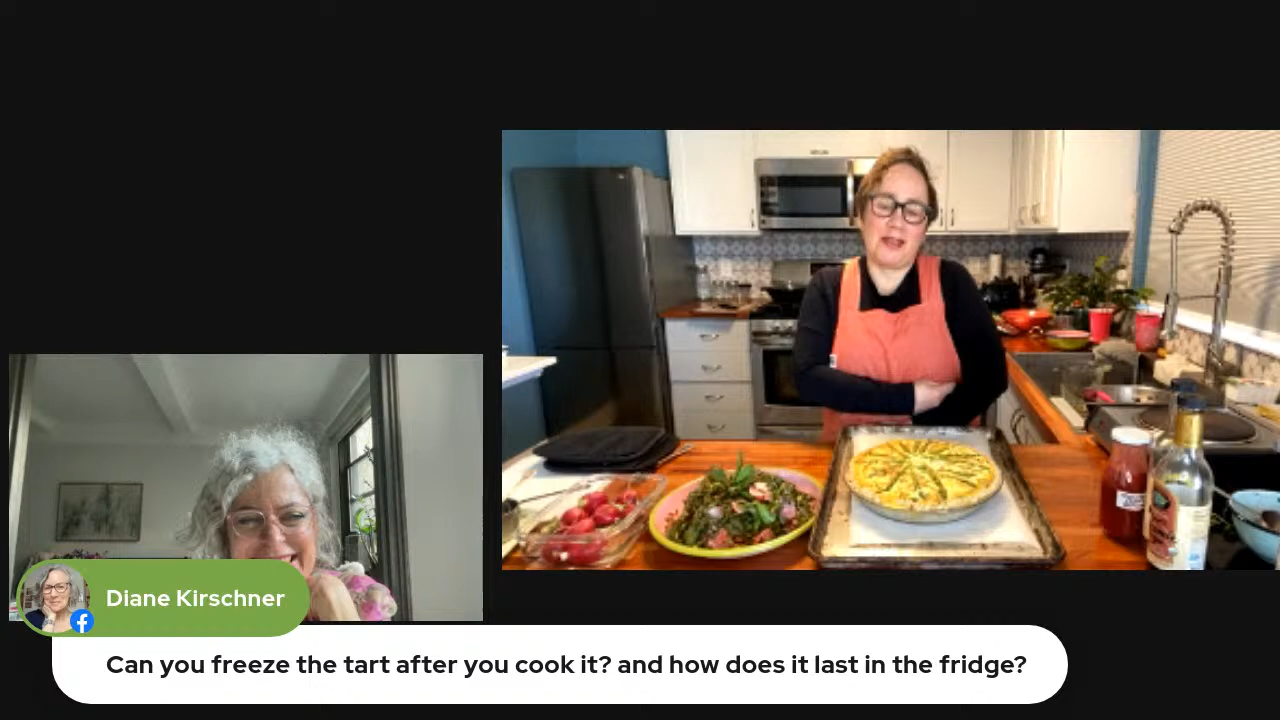 Diane Kirschner
Can you freeze the tart after you cook it? and how does it last in the fridge?